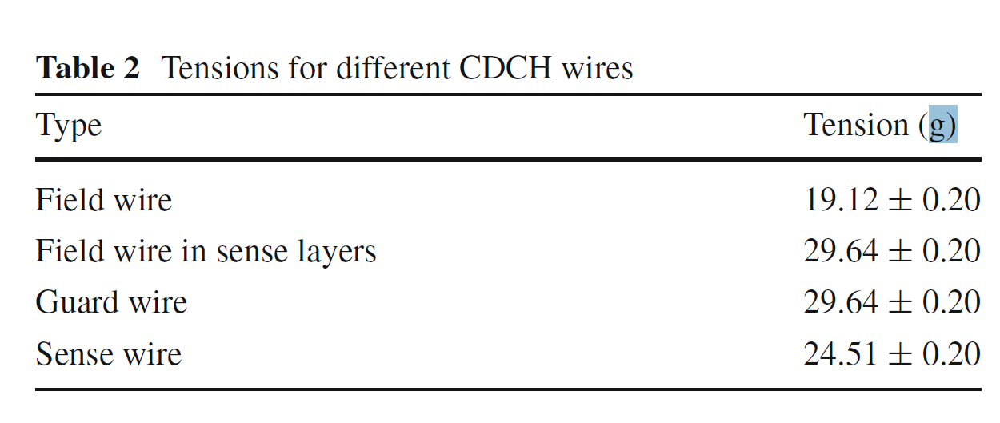 Table 2 Tensions for different CDCH wires
Type Tension (g)
Field wire 19.12 ± 0.20
Field wire in sense layers 29.64 ± 0.20
Guard wire 29.64 ± 0.20
Sense wire 24.51 ± 0.20